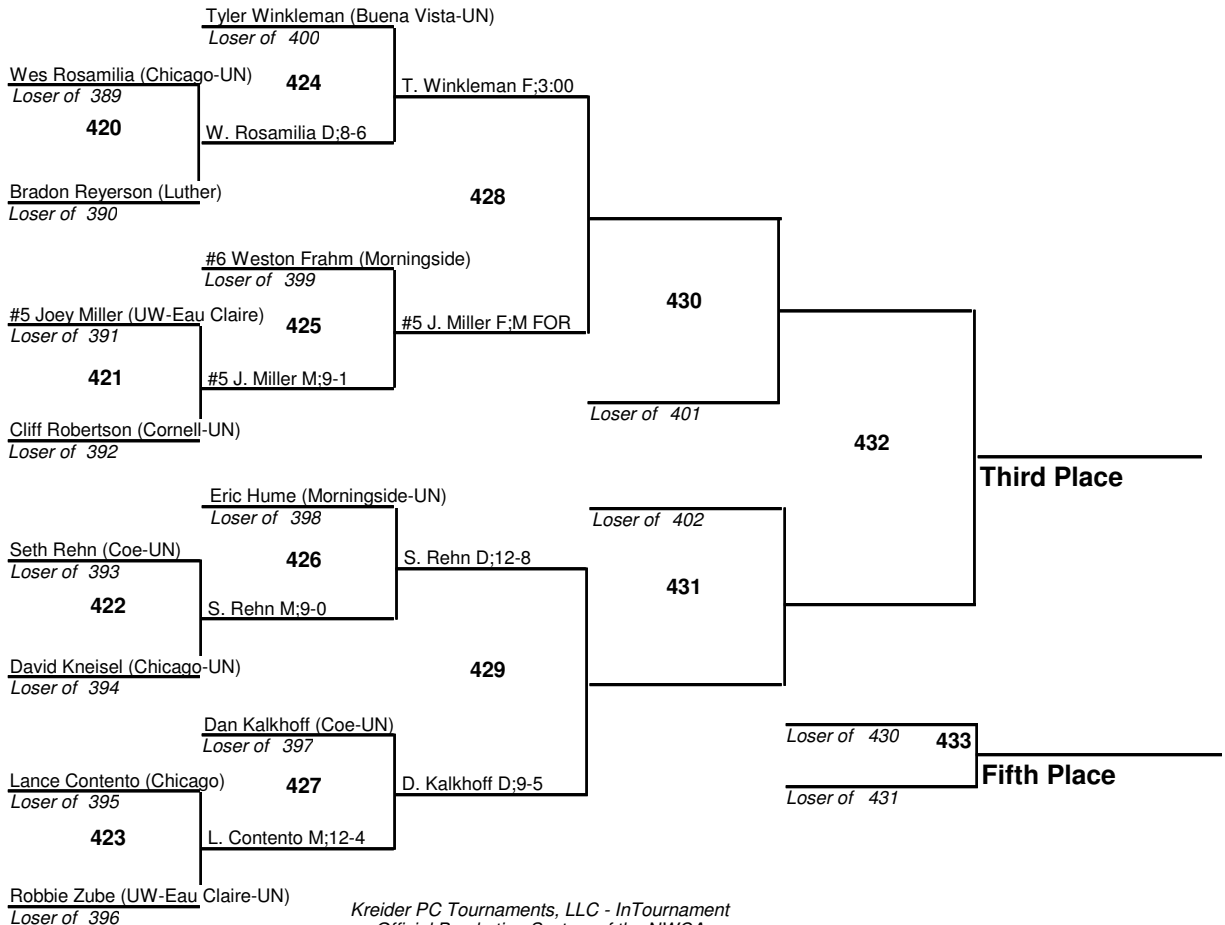 Tyler Winkleman (Buena Vista-UN)
Loser of 400
Wes Rosamilia (Chicago-UN)
Loser of 389
424
T. Winkleman F;3:00
420
W. Rosamilia D;8-6
Bradon Reyerson (Luther)
Loser of 390
428
#6 Weston Frahm (Morningside)
Loser of 399
#5 Joey Miller (UW-Eau Claire)
Loser of 391
425
#5 J. Miller F;M FOR
430
421
#5 J. Miller M;9-1
Loser of 401
Cliff Robertson (Cornell-UN)
Loser of 392
432
Third Place
Eric Hume (Morningside-UN)
Loser of 398
Loser of 402
Seth Rehn (Coe-UN)
Loser of 393
426
S. Rehn D;12-8
431
422
S. Rehn M;9-0
David Kneisel (Chicago-UN)
Loser of 394
429
Dan Kalkhoff (Coe-UN)
Loser of 397
Loser of 430
433
Lance Contento (Chicago)
Loser of 395
427
D. Kalkhoff D;9-5
Fifth Place
Loser of 431
423
L. Contento M;12-4
Robbie Zube (UW-Eau Claire-UN)
Loser of 396
Kreider PC Tournaments, LLC - InTournament